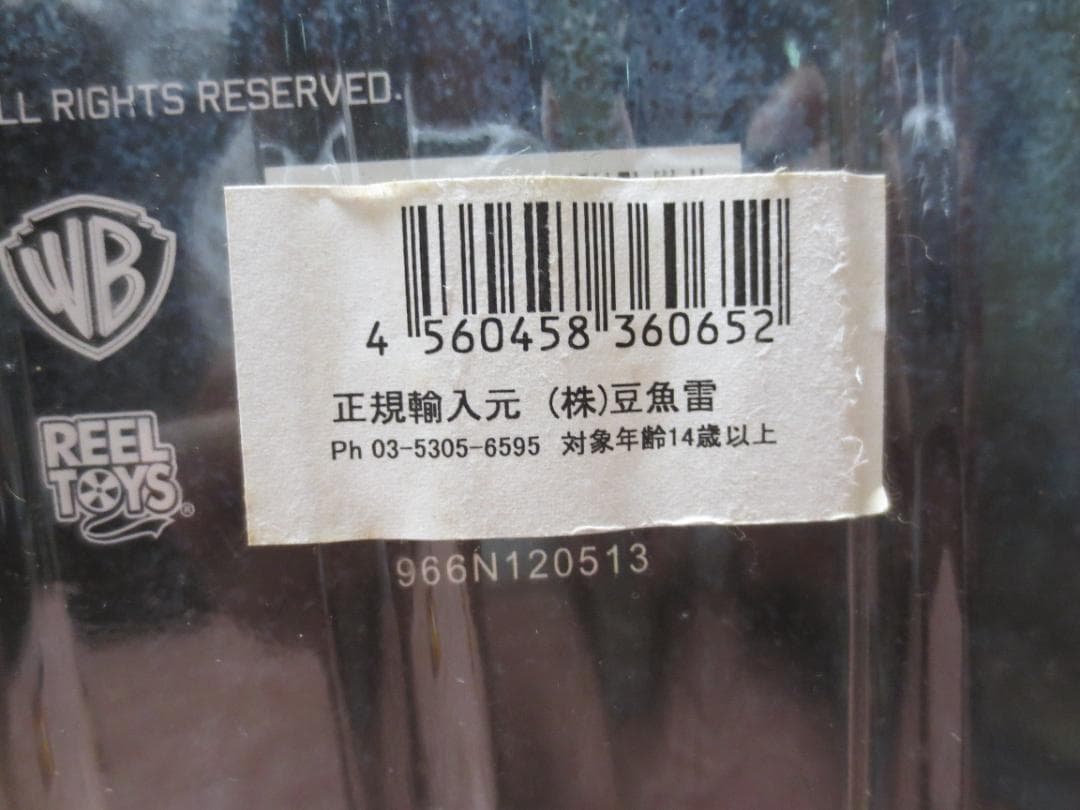 LL RIGHTS RESERVED.
WB
4 560458 360652
正規輸入元 (株)豆魚雷
Ph 03-5305-6595 対象年齢14歳以上
REEL
TOYS®
966N120513